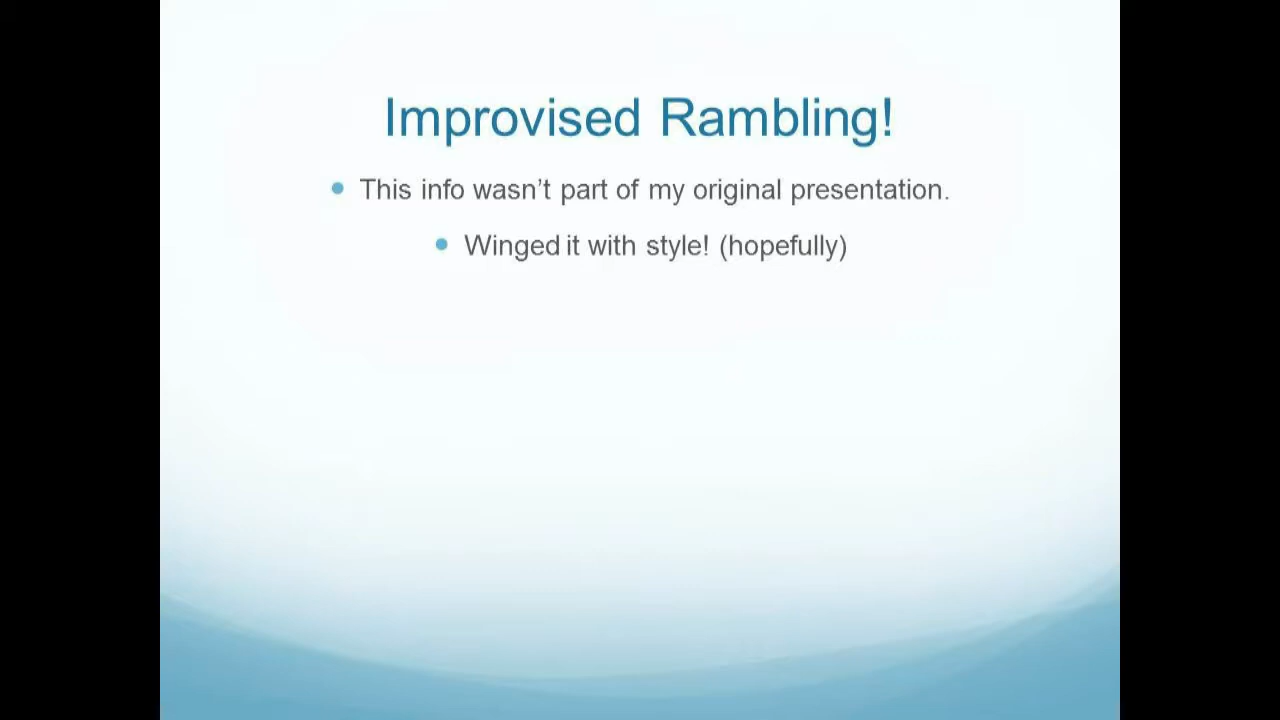 Improvised Rambling!
This info wasn’t part of my original presentation.
Winged it with style! (hopefully)